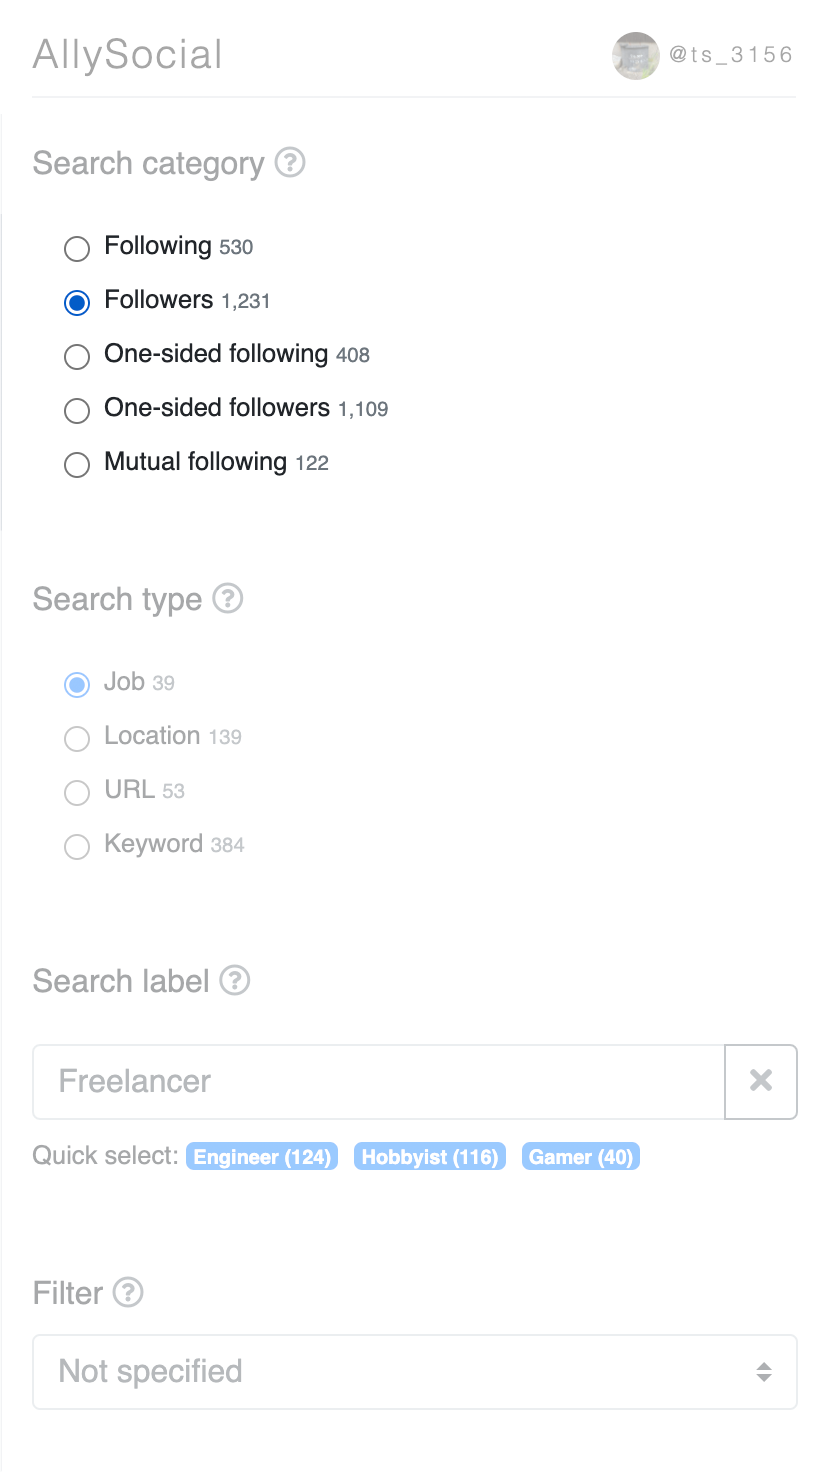 AllySocial @ts_3156
Search category ?
Following 530
Followers 1,231
One-sided following 408
One-sided followers 1,109
Mutual following 122
Search type ?
Job 39
Location 139
URL 53
Keyword 384
Search label ?
Freelancer
Quick select: Engineer (124) Hobbyist (116) Gamer (40)
Filter ?
Not specified